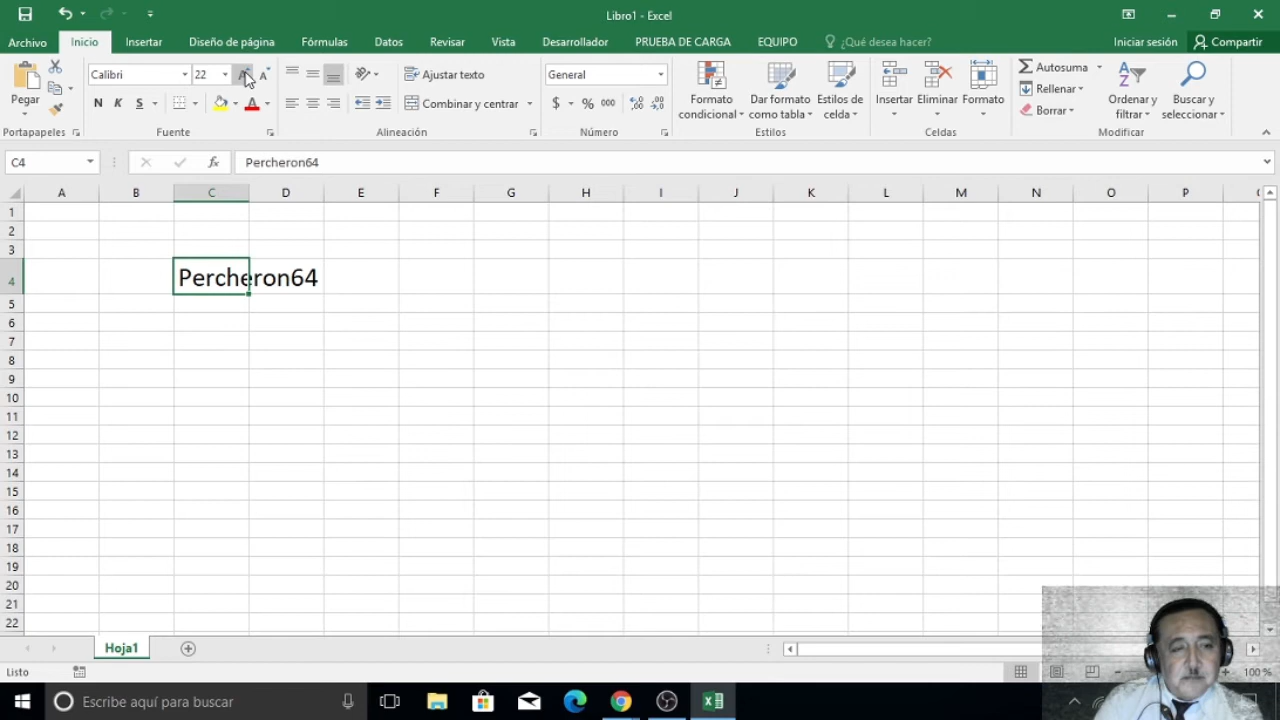 Libro1 - Excel
Archivo Inicio Insertar Diseño de página Fórmulas Datos Revisar Vista Desarrollador PRUEBA DE CARGA EQUIPO ¿Qué desea hacer? Iniciar sesión Compartir
Pegar
Portapapeles
Calibri 22
N K S
Fuente
Ajustar texto
Combinar y centrar
Alineación
General
$ % 000
Número
Formato condicional
Dar formato como tabla
Estilos de celda
Estilos
Insertar Eliminar Formato
Celdas
Autosuma
Rellenar
Borrar
Ordenar y filtrar
Buscar y seleccionar
Modificar
C4 fx Percheron64
A B C D E F G H I J K L M N O P
1
2
3
4 Percheron64
5
6
7
8
9
10
11
12
13
14
15
16
17
18
19
20
21
22
Hoja1
Listo 100 %
Escribe aquí para buscar